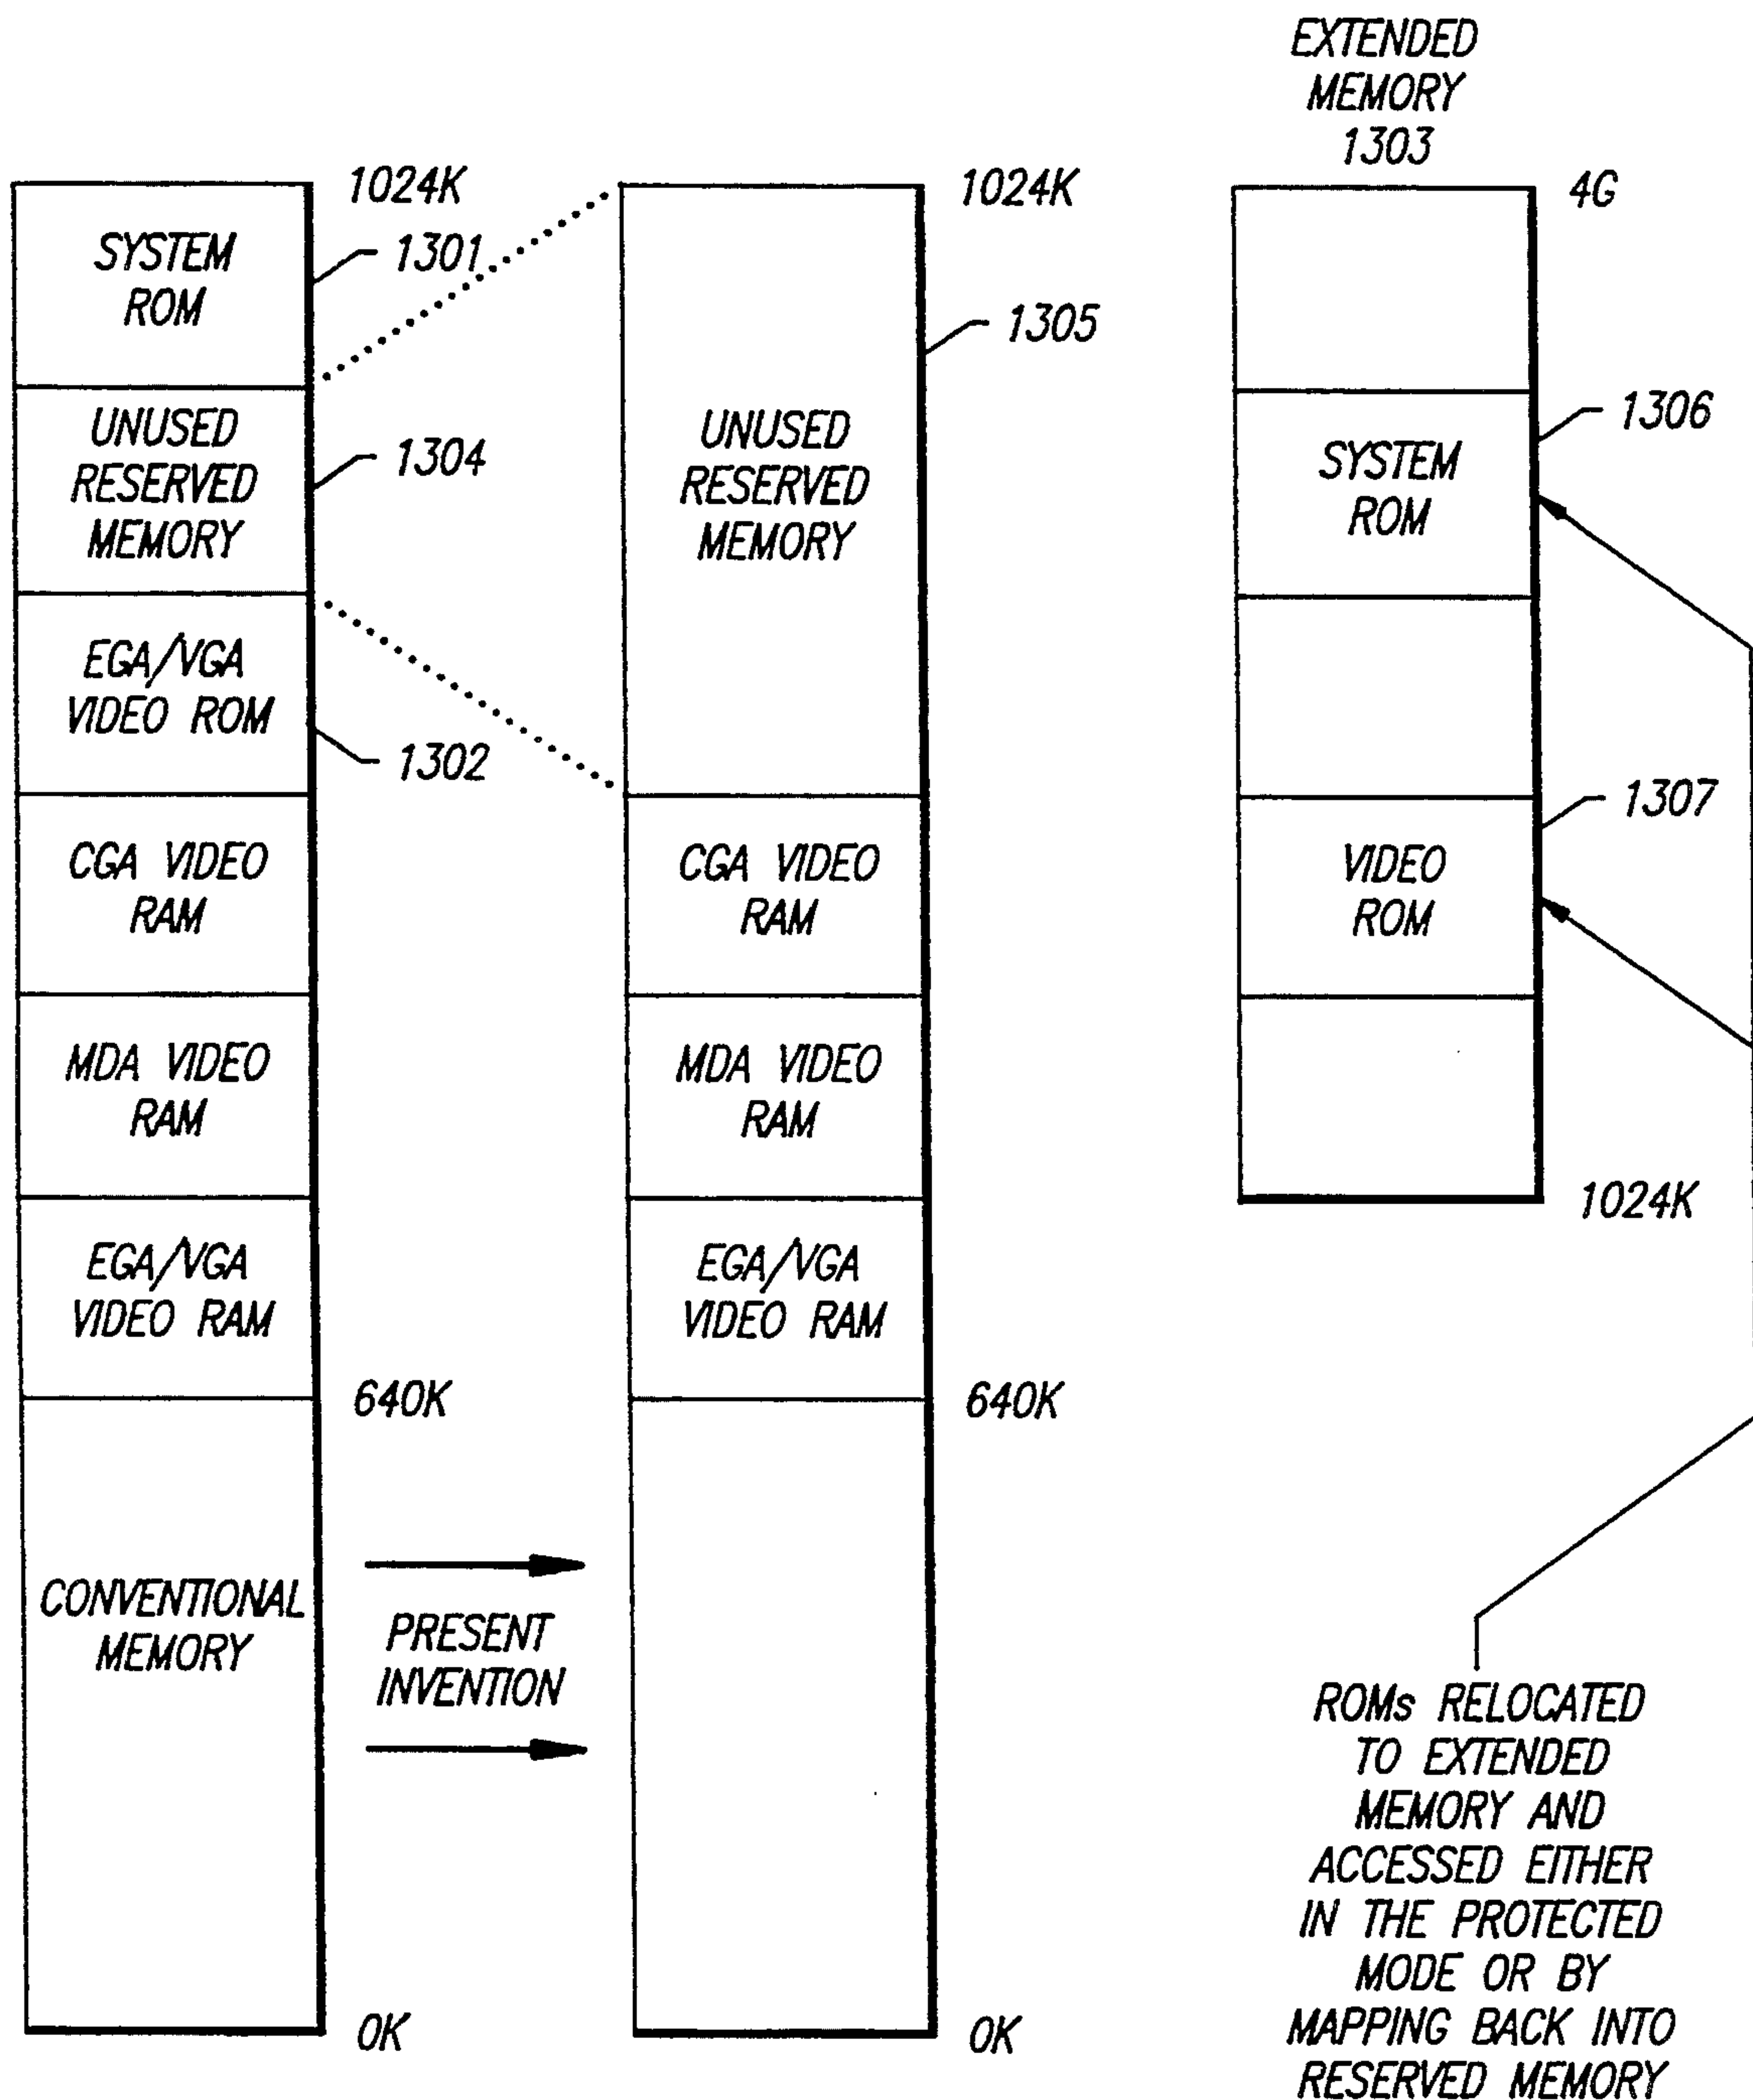 1024K
SYSTEM
ROM
1301
UNUSED
RESERVED
MEMORY
1304
EGA/VGA
VIDEO ROM
1302
CGA VIDEO
RAM
MDA VIDEO
RAM
EGA/VGA
VIDEO RAM
640K
CONVENTIONAL
MEMORY
0K
PRESENT
INVENTION
1024K
1305
UNUSED
RESERVED
MEMORY
CGA VIDEO
RAM
MDA VIDEO
RAM
EGA/VGA
VIDEO RAM
640K
0K
EXTENDED
MEMORY
1303
4G
1306
SYSTEM
ROM
1307
VIDEO
ROM
1024K
ROMs RELOCATED
TO EXTENDED
MEMORY AND
ACCESSED EITHER
IN THE PROTECTED
MODE OR BY
MAPPING BACK INTO
RESERVED MEMORY